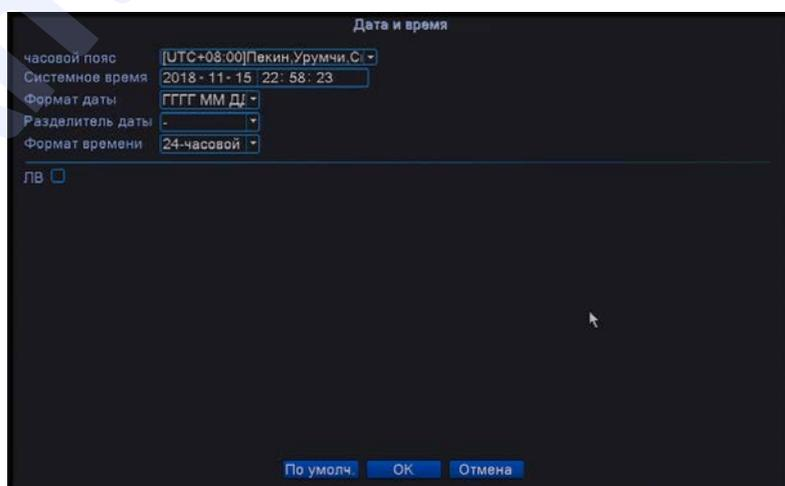 Дата и время
часовой пояс [UTC+08:00]Пекин,Урумчи,С
Системное время 2018-11-15 22:58:23
Формат даты ГГГГ ММ ДД
Разделитель даты -
Формат времени 24-часовой
ЛВ
По умолч. OK Отмена